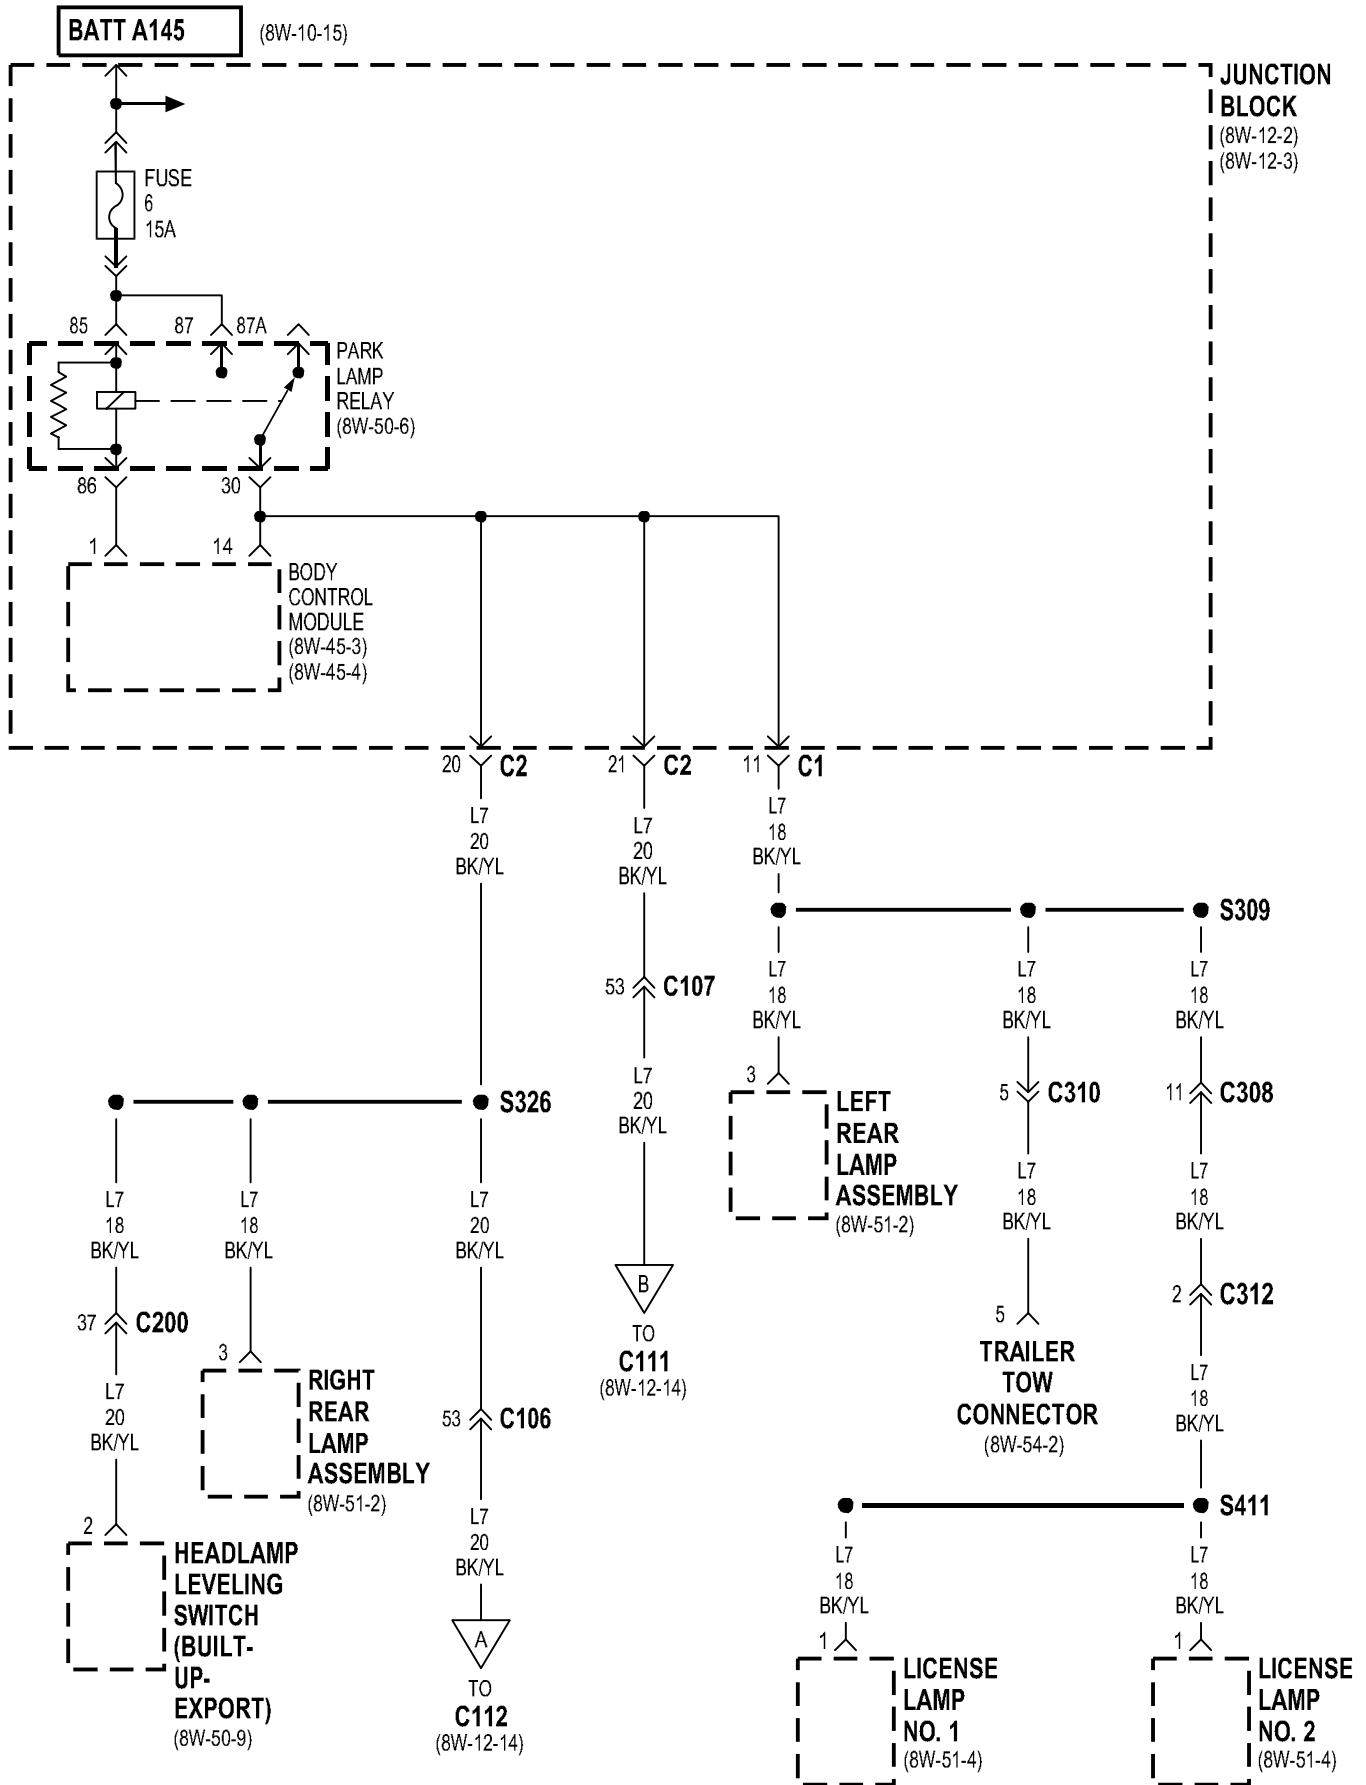 BATT A145
(8W-10-15)
JUNCTION
BLOCK
(8W-12-2)
(8W-12-3)
FUSE
6
15A
85
87
87A
PARK
LAMP
RELAY
(8W-50-6)
86
30
1
14
BODY
CONTROL
MODULE
(8W-45-3)
(8W-45-4)
20
C2
21
C2
11
C1
L7
20
BK/YL
L7
20
BK/YL
L7
18
BK/YL
S309
53
C107
L7
18
BK/YL
L7
18
BK/YL
L7
18
BK/YL
L7
20
BK/YL
3
LEFT
REAR
LAMP
ASSEMBLY
(8W-51-2)
5
C310
11
C308
S326
L7
18
BK/YL
L7
18
BK/YL
L7
18
BK/YL
L7
18
BK/YL
L7
20
BK/YL
B
TO
C111
(8W-12-14)
5
TRAILER
TOW
CONNECTOR
(8W-54-2)
2
C312
37
C200
3
RIGHT
REAR
LAMP
ASSEMBLY
(8W-51-2)
53
C106
L7
18
BK/YL
L7
20
BK/YL
S411
L7
20
BK/YL
L7
18
BK/YL
L7
18
BK/YL
2
HEADLAMP
LEVELING
SWITCH
(BUILT-
UP-
EXPORT)
(8W-50-9)
A
TO
C112
(8W-12-14)
1
LICENSE
LAMP
NO. 1
(8W-51-4)
1
LICENSE
LAMP
NO. 2
(8W-51-4)